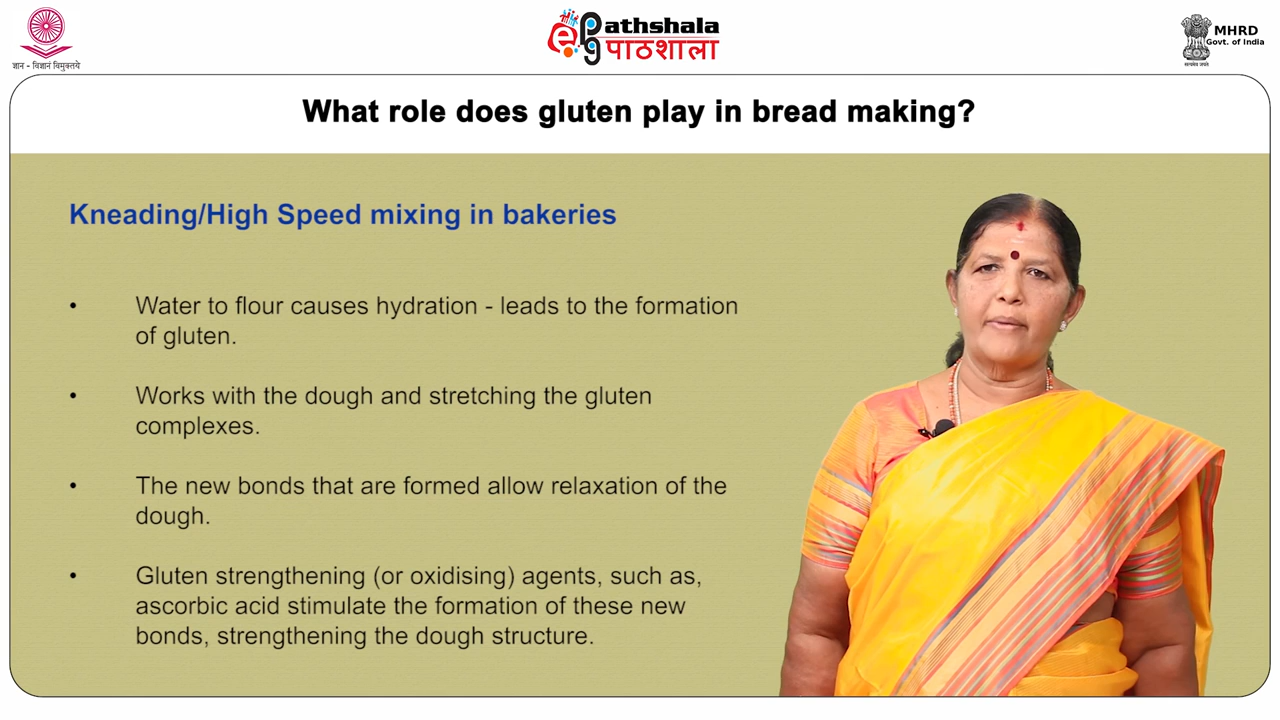 ज्ञान - विज्ञान विमुक्तये
ePathshala
पाठशाला
MHRD
Govt. of India
सत्यमेव जयते
What role does gluten play in bread making?
Kneading/High Speed mixing in bakeries
• Water to flour causes hydration - leads to the formation
of gluten.
• Works with the dough and stretching the gluten
complexes.
• The new bonds that are formed allow relaxation of the
dough.
• Gluten strengthening (or oxidising) agents, such as,
ascorbic acid stimulate the formation of these new
bonds, strengthening the dough structure.